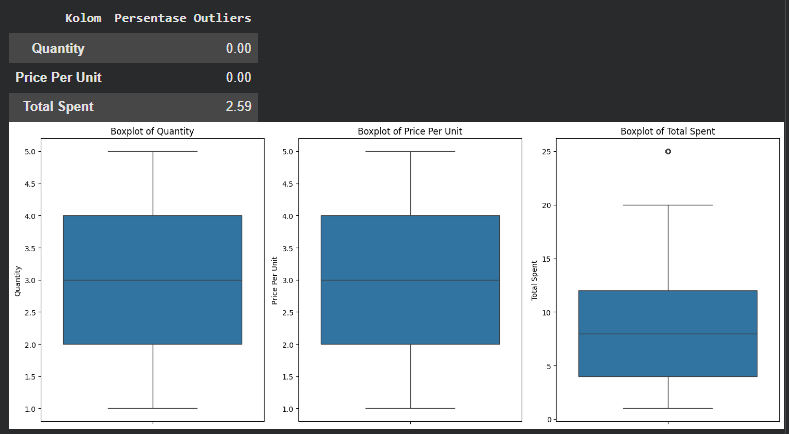 Kolom Persentase Outliers
Quantity 0.00
Price Per Unit 0.00
Total Spent 2.59
Boxplot of Quantity
5.0
4.5
4.0
3.5
3.0
2.5
2.0
1.5
1.0
Quantity
Boxplot of Price Per Unit
5.0
4.5
4.0
3.5
3.0
2.5
2.0
1.5
1.0
Price Per Unit
Boxplot of Total Spent
25
20
15
10
5
0
Total Spent